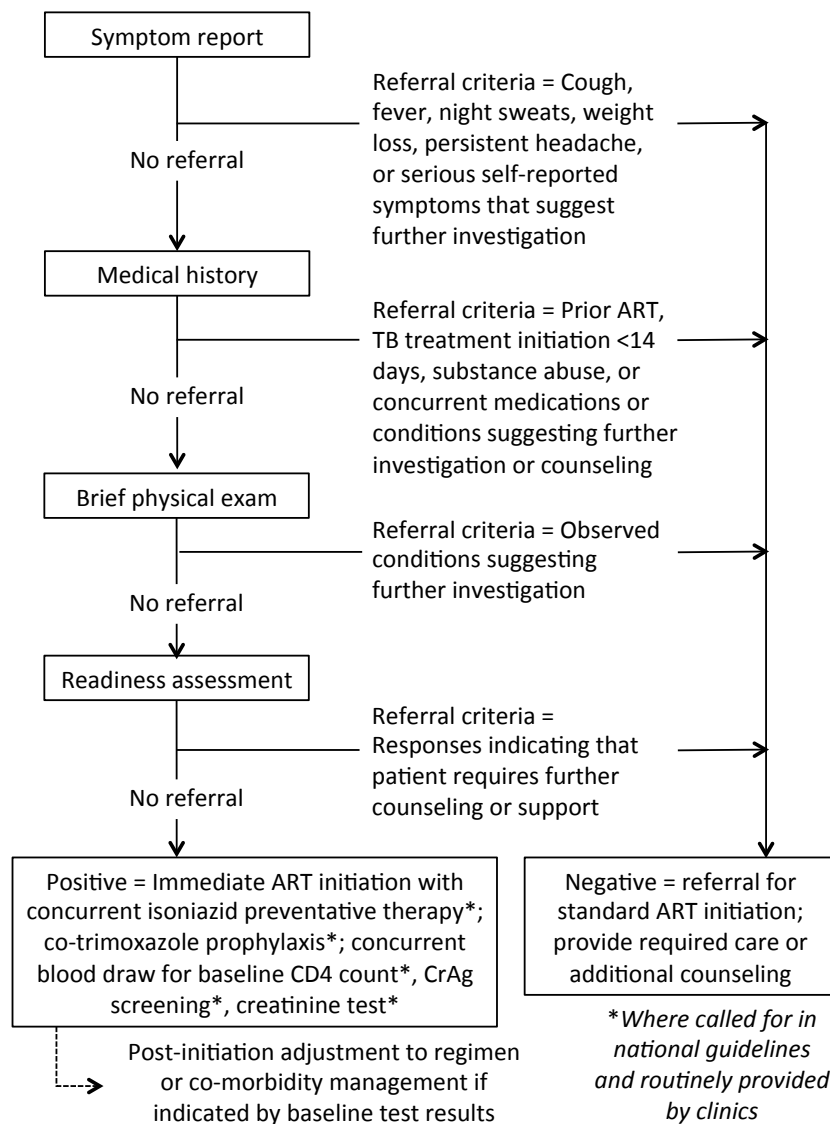 Symptom report
Referral criteria = Cough,
fever, night sweats, weight
loss, persistent headache,
or serious self-reported
symptoms that suggest
further investigation
No referral
Medical history
Referral criteria = Prior ART,
TB treatment initiation <14
days, substance abuse, or
concurrent medications or
conditions suggesting further
investigation or counseling
No referral
Brief physical exam
Referral criteria = Observed
conditions suggesting
further investigation
No referral
Readiness assessment
Referral criteria =
Responses indicating that
patient requires further
counseling or support
No referral
Positive = Immediate ART initiation with
concurrent isoniazid preventative therapy*;
co-trimoxazole prophylaxis*; concurrent
blood draw for baseline CD4 count*, CrAg
screening*, creatinine test*
Negative = referral for
standard ART initiation;
provide required care or
additional counseling
Post-initiation adjustment to regimen
or co-morbidity management if
indicated by baseline test results
*Where called for in
national guidelines
and routinely provided
by clinics